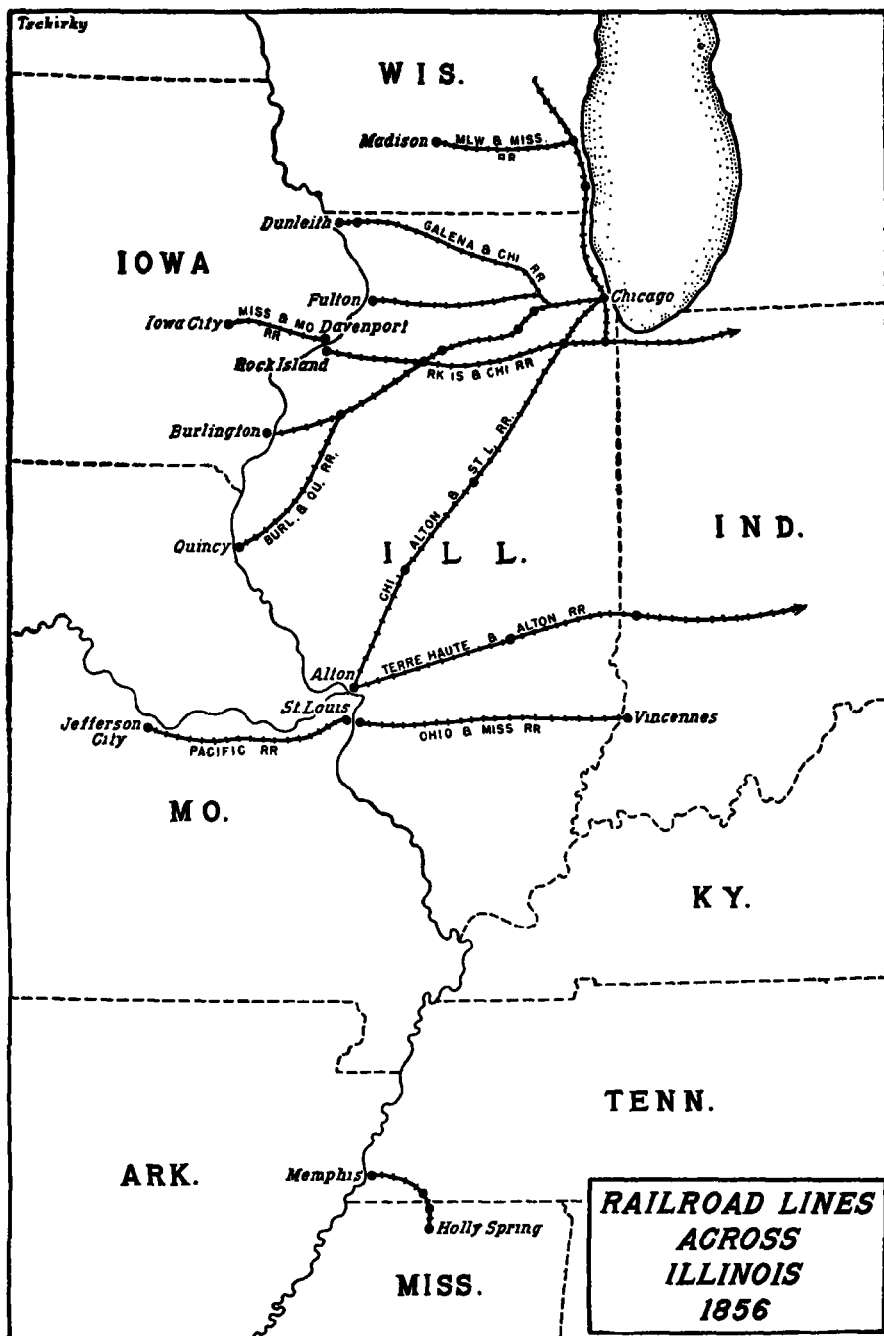 Tschirky
WIS.
Madison
MLW & MISS.
RR
Dunleith
GALENA & CHI RR
IOWA
Fulton
Chicago
MISS & MO
RR
Iowa City
Davenport
Rock Island
RK IS & CHI RR
Burlington
BURL. & QU. RR.
CHI. ALTON & ST L. RR.
Quincy
ILL.
IND.
TERRE HAUTE & ALTON RR
Alton
St. Louis
Jefferson
City
PACIFIC RR
OHIO & MISS RR
Vincennes
MO.
KY.
TENN.
ARK.
Memphis
Holly Spring
MISS.
RAILROAD LINES
ACROSS
ILLINOIS
1856